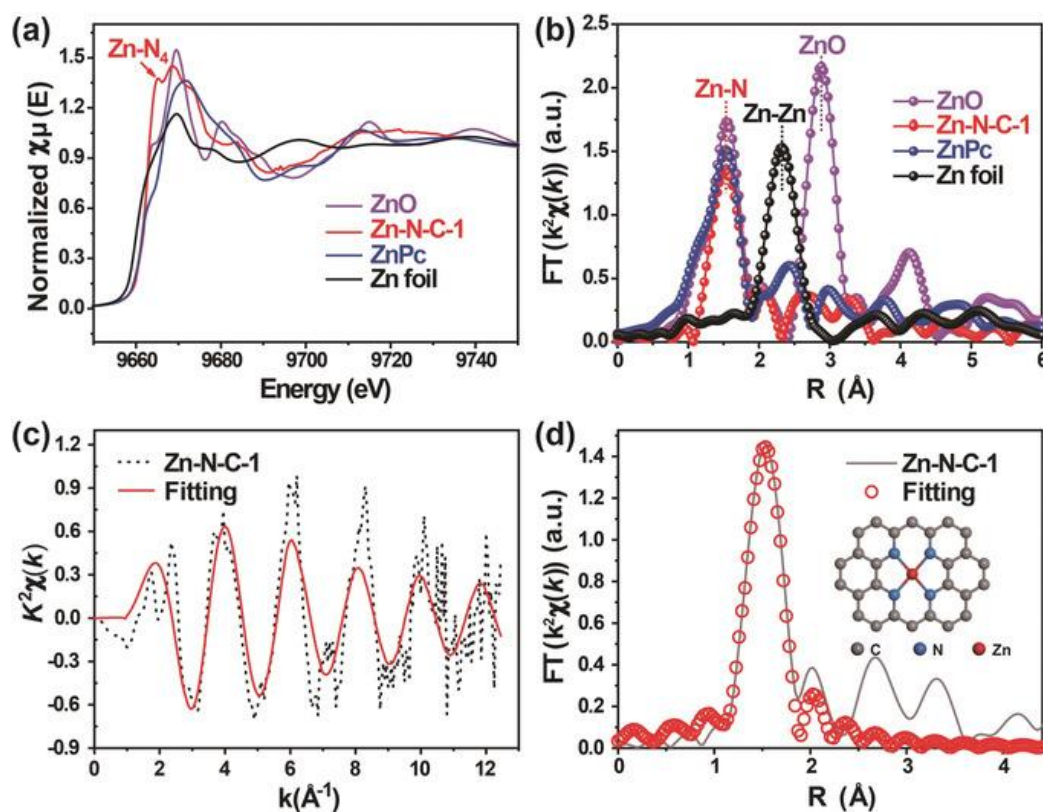 (a)
Zn-N₄
Normalized χμ (E)
1.5
1.2
0.9
0.6
0.3
0.0
ZnO
Zn-N-C-1
ZnPc
Zn foil
9660 9680 9700 9720 9740
Energy (eV)
(b)
FT (k²χ(k)) (a.u.)
2.5
2.0
1.5
1.0
0.5
0.0
ZnO
Zn-N
Zn-Zn
ZnO
Zn-N-C-1
ZnPc
Zn foil
0 1 2 3 4 5 6
R (Å)
(c)
K²χ(k)
1.2
0.9
0.6
0.3
0.0
-0.3
-0.6
-0.9
Zn-N-C-1
Fitting
0 2 4 6 8 10 12
k(Å⁻¹)
(d)
FT (k²χ(k)) (a.u.)
1.4
1.2
1.0
0.8
0.6
0.4
0.2
0.0
Zn-N-C-1
Fitting
C N Zn
0 1 2 3 4
R (Å)